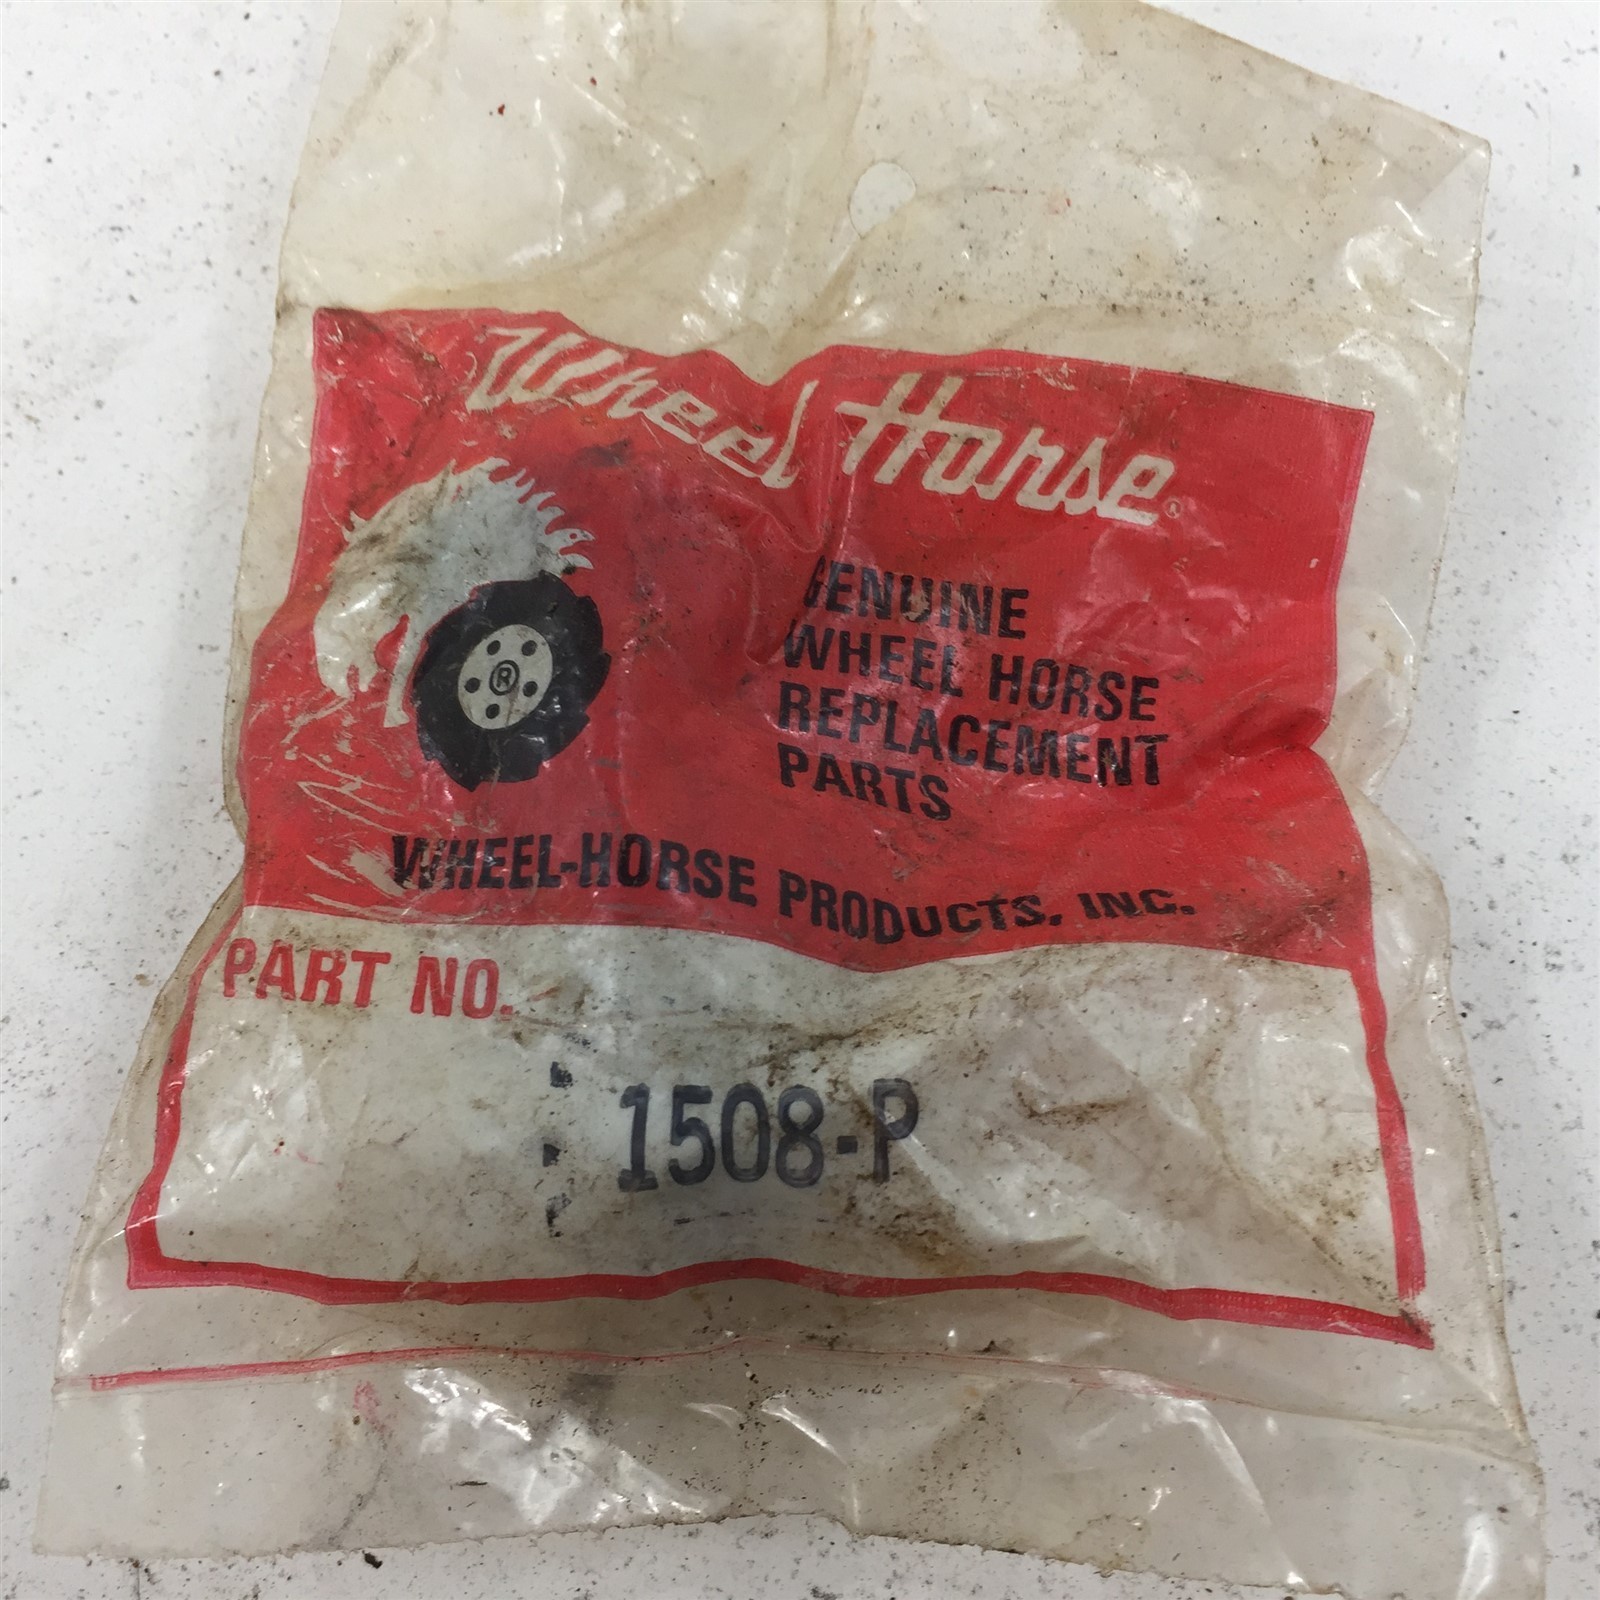 Wheel Horse®
GENUINE
WHEEL HORSE
REPLACEMENT
PARTS
®
WHEEL-HORSE PRODUCTS, INC.
PART NO.
1508-P